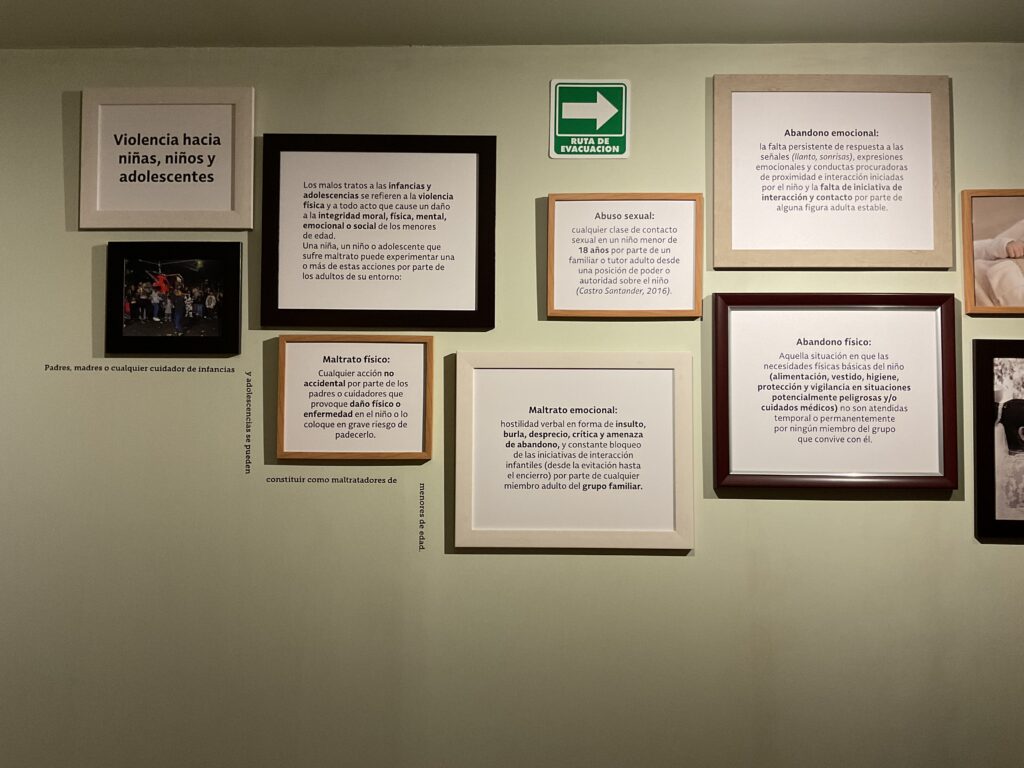 Violencia hacia
niñas, niños y
adolescentes
Los malos tratos a las infancias y
adolescencias se refieren a la violencia
física y a todo acto que cause un daño
a la integridad moral, física, mental,
emocional o social de los menores
de edad.
Una niña, un niño o adolescente que
sufre maltrato puede experimentar una
o más de estas acciones por parte de
los adultos de su entorno:
Padres, madres o cualquier cuidador de infancias
y adolescencias se pueden
constituir como maltratadores de
menores de edad.
Maltrato físico:
Cualquier acción no
accidental por parte de los
padres o cuidadores que
provoque daño físico o
enfermedad en el niño o lo
coloque en grave riesgo de
padecerlo.
RUTA DE
EVACUACIÓN
Abuso sexual:
cualquier clase de contacto
sexual en un niño menor de
18 años por parte de un
familiar o tutor adulto desde
una posición de poder o
autoridad sobre el niño
(Castro Santander, 2016).
Maltrato emocional:
hostilidad verbal en forma de insulto,
burla, desprecio, crítica y amenaza
de abandono, y constante bloqueo
de las iniciativas de interacción
infantiles (desde la evitación hasta
el encierro) por parte de cualquier
miembro adulto del grupo familiar.
Abandono emocional:
la falta persistente de respuesta a las
señales (llanto, sonrisas), expresiones
emocionales y conductas procuradoras
de proximidad e interacción iniciadas
por el niño y la falta de iniciativa de
interacción y contacto por parte de
alguna figura adulta estable.
Abandono físico:
Aquella situación en que las
necesidades físicas básicas del niño
(alimentación, vestido, higiene,
protección y vigilancia en situaciones
potencialmente peligrosas y/o
cuidados médicos) no son atendidas
temporal o permanentemente
por ningún miembro del grupo
que convive con él.